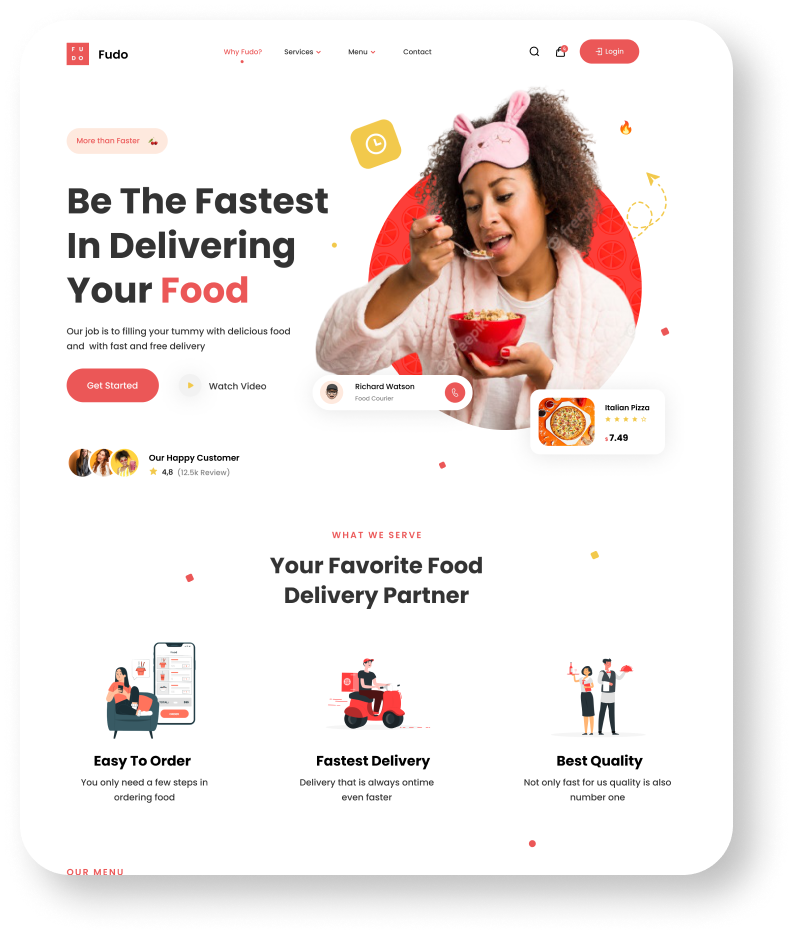 FU
DO
Fudo
Why Fudo?
Services
Menu
Contact
Login
More than Faster
Be The Fastest
In Delivering
Your Food
Our job is to filling your tummy with delicious food
and with fast and free delivery
Get Started
Watch Video
Richard Watson
Food Courier
Italian Pizza
$ 7.49
Our Happy Customer
4,8 (12.5k Review)
WHAT WE SERVE
Your Favorite Food
Delivery Partner
Easy To Order
You only need a few steps in
ordering food
Fastest Delivery
Delivery that is always ontime
even faster
Best Quality
Not only fast for us quality is also
number one
OUR MENU